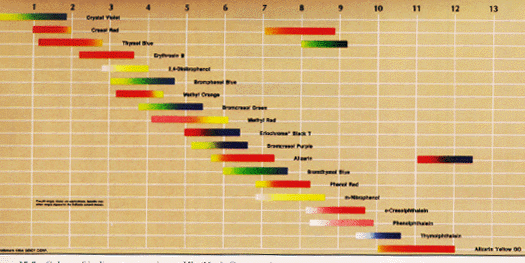 1 2 3 4 5 6 7 8 9 10 11 12 13
Crystal Violet
Cresol Red
Thymol Blue
Erythrosin B
2,4-Dinitrophenol
Bromphenol Blue
Methyl Orange
Bromcresol Green
Methyl Red
Eriochrome* Black T
Bromcresol Purple
Alizarin
Bromthymol Blue
Phenol Red
m-Nitrophenol
o-Cresolphthalein
Phenolphthalein
Thymolphthalein
Alizarin Yellow GG